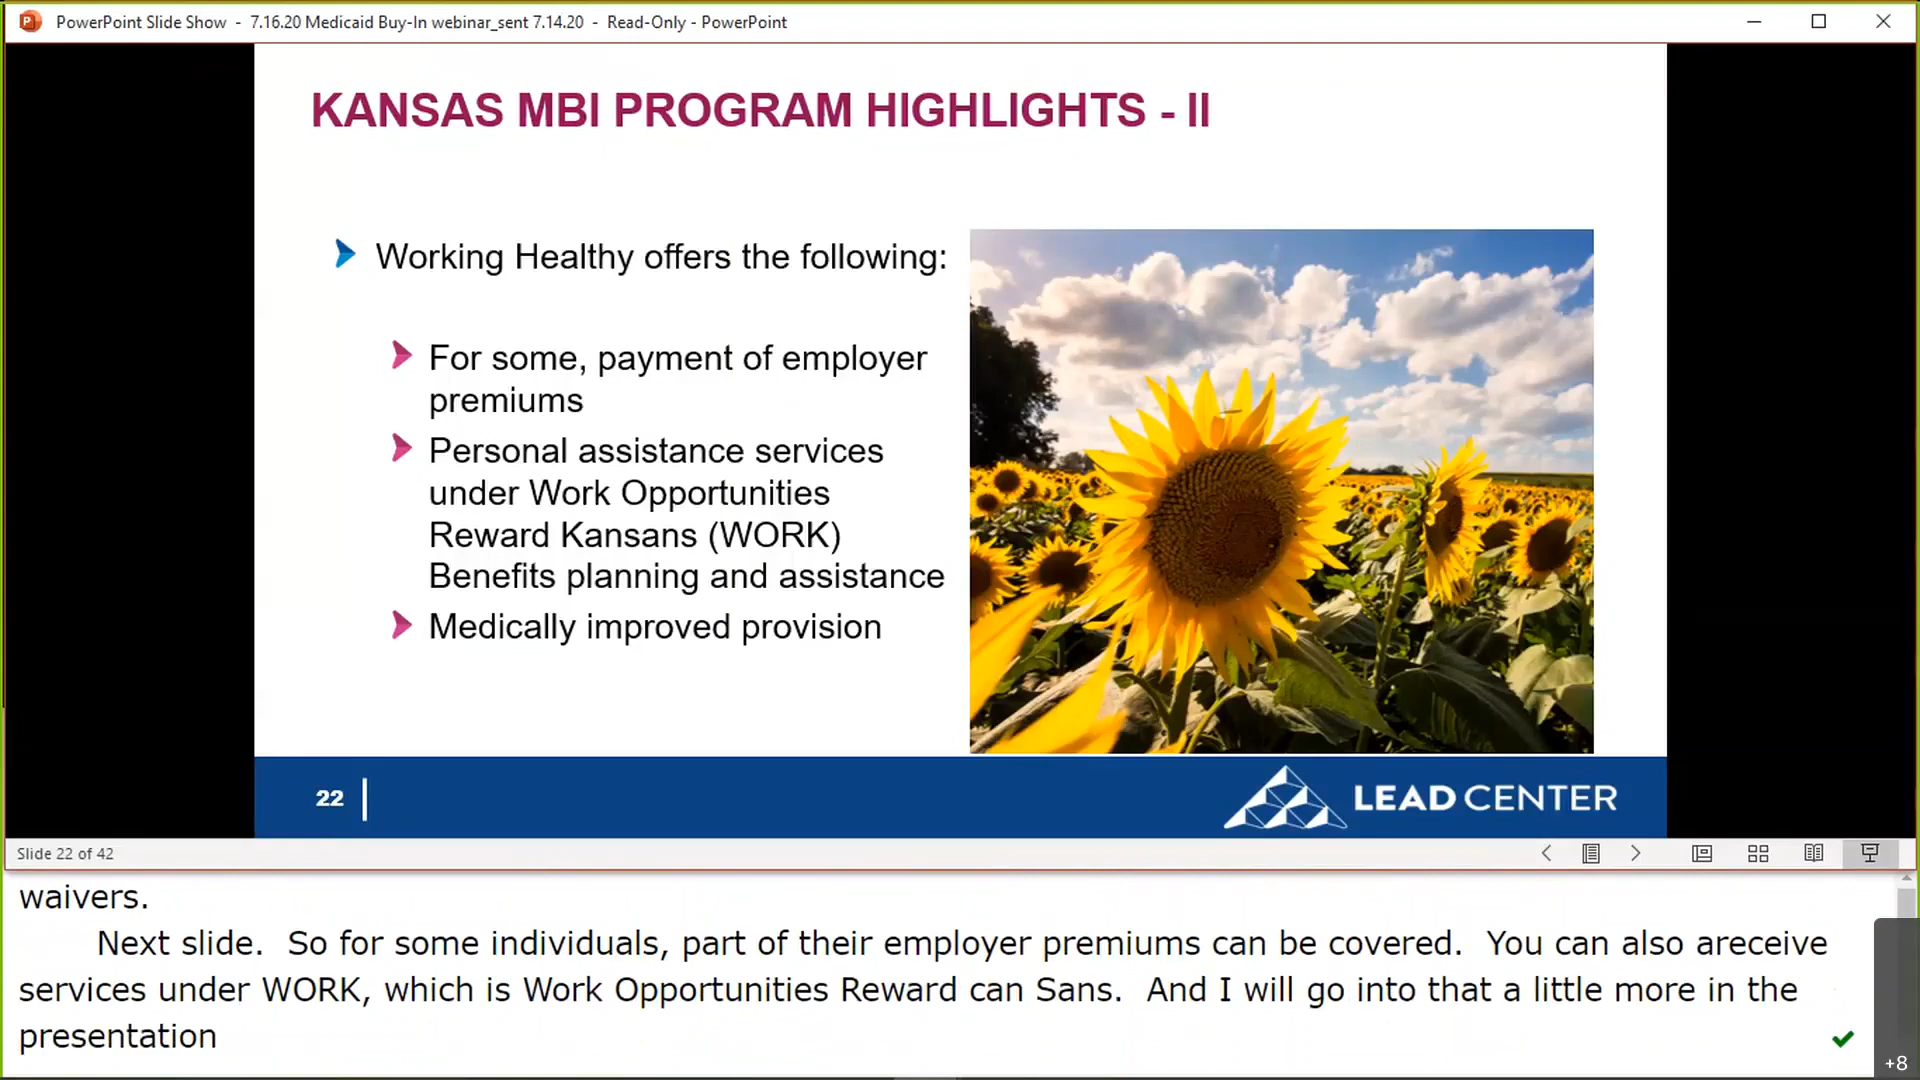 PowerPoint Slide Show - 7.16.20 Medicaid Buy-In webinar_sent 7.14.20 - Read-Only - PowerPoint
KANSAS MBI PROGRAM HIGHLIGHTS - II
Working Healthy offers the following:
For some, payment of employer
premiums
Personal assistance services
under Work Opportunities
Reward Kansans (WORK)
Benefits planning and assistance
Medically improved provision
22
LEAD CENTER
Slide 22 of 42
waivers.
Next slide. So for some individuals, part of their employer premiums can be covered. You can also areceive
services under WORK, which is Work Opportunities Reward can Sans. And I will go into that a little more in the
presentation
+8